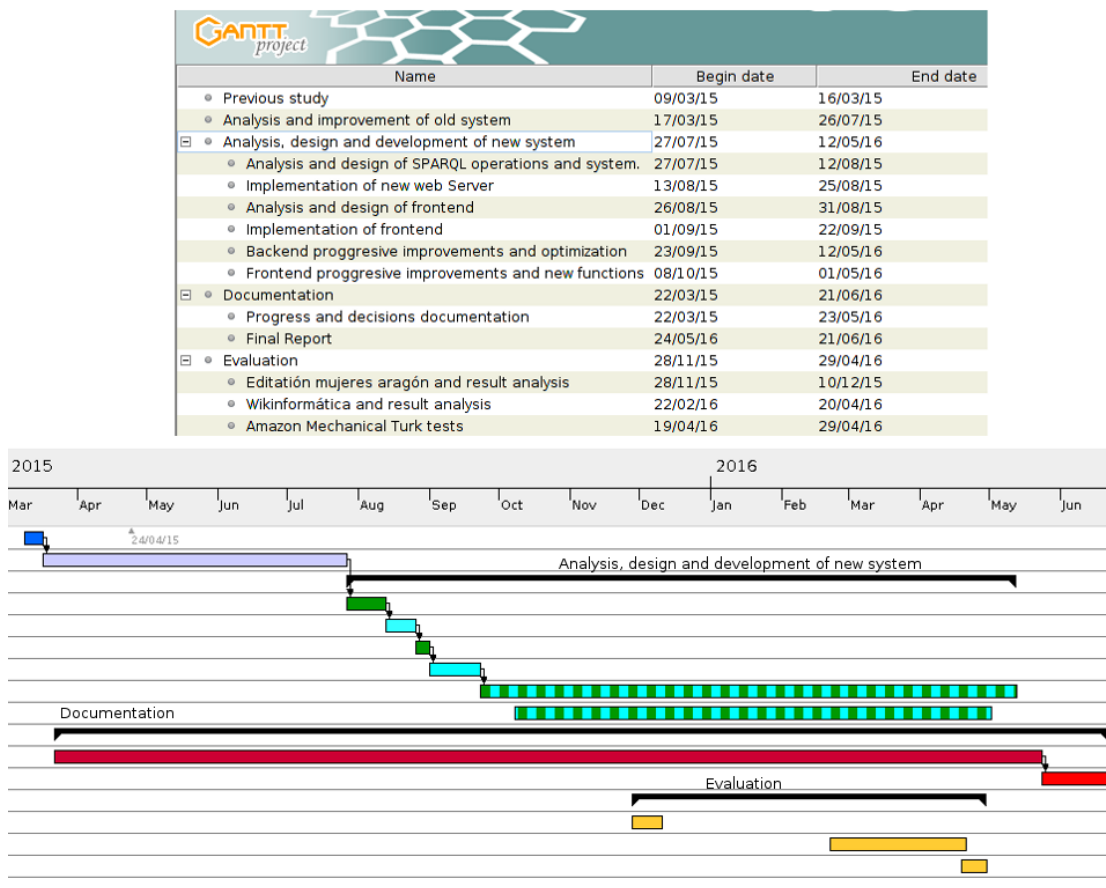 GANTT
project
Name Begin date End date
Previous study 09/03/15 16/03/15
Analysis and improvement of old system 17/03/15 26/07/15
Analysis, design and development of new system 27/07/15 12/05/16
Analysis and design of SPARQL operations and system. 27/07/15 12/08/15
Implementation of new web Server 13/08/15 25/08/15
Analysis and design of frontend 26/08/15 31/08/15
Implementation of frontend 01/09/15 22/09/15
Backend proggresive improvements and optimization 23/09/15 12/05/16
Frontend proggresive improvements and new functions 08/10/15 01/05/16
Documentation 22/03/15 21/06/16
Progress and decisions documentation 22/03/15 23/05/16
Final Report 24/05/16 21/06/16
Evaluation 28/11/15 29/04/16
Editatión mujeres aragón and result analysis 28/11/15 10/12/15
Wikinformática and result analysis 22/02/16 20/04/16
Amazon Mechanical Turk tests 19/04/16 29/04/16
2015 2016
Mar Apr May Jun Jul Aug Sep Oct Nov Dec Jan Feb Mar Apr May Jun
24/04/15
Analysis, design and development of new system
Documentation
Evaluation